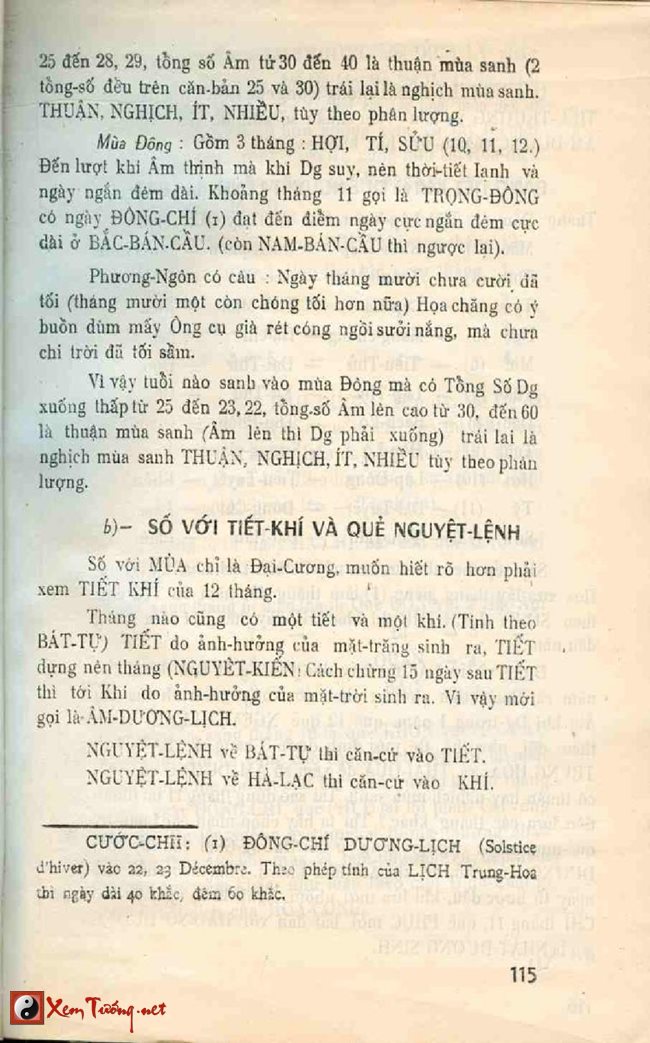 25 đến 28, 29, tổng số Âm từ 30 đến 40 là thuận mùa sanh (2
tổng-số đều trên căn-bản 25 và 30) trái lại là nghịch mùa sanh.
THUẬN, NGHỊCH, ÍT, NHIỀU, tùy theo phân lượng.
Mùa Đông : Gồm 3 tháng : HỢI, TÍ, SỬU (10, 11, 12.)
Đến lượt khí Âm thịnh mà khí Dg suy, nên thời-tiết lạnh và
ngày ngắn đêm dài. Khoảng tháng 11 gọi là TRỌNG-ĐÔNG
có ngày ĐÔNG-CHÍ (1) đạt đến điểm ngày cực ngắn đêm cực
dài ở BẮC-BÁN-CẦU. (còn NAM-BÁN-CẦU thì ngược lại).
Phương-Ngôn có câu : Ngày tháng mười chưa cười đã
tối (tháng mười một còn chóng tối hơn nữa) Họa chăng có ý
buồn dùm mấy Ông cụ già rét cóng ngồi sưởi nắng, mà chưa
chi trời đã tối sầm.
Vì vậy tuổi nào sanh vào mùa Đông mà có Tổng Số Dg
xuống thấp từ 25 đến 23,22, tổng-số Âm lên cao từ 30, đến 60
là thuận mùa sanh (Âm lên thì Dg phải xuống) trái lại là
nghịch mùa sanh THUẬN, NGHỊCH, ÍT, NHIỀU tùy theo phân
lượng.
b)— SỐ VỚI TIẾT-KHÍ VÀ QUẺ NGUYỆT-LỆNH
Số với MÙA chỉ là Đại-Cương, muốn hiết rõ hơn phải
xem TIẾT KHÍ của 12 tháng.
Tháng nào cũng có một tiết và một khí. (Tính theo
BÁT-TỰ) TIẾT do ảnh-hưởng của mặt-trăng sinh ra, TIẾT
dựng nên tháng (NGUYỆT-KIẾN! Cách chừng 15 ngày sau TIẾT
thì tới Khí do ảnh-hưởng của mặt-trời sinh ra. Vì vậy mới
gọi là ÂM-DƯƠNG-LỊCH.
NGUYỆT-LỆNH về BÁT-TỰ thì căn-cứ vào TIẾT.
NGUYỆT-LỆNH về HÀ-LẠC thì căn-cứ vào KHÍ.
CƯỚC-CHÚ: (1) ĐÔNG-CHÍ DƯƠNG-LỊCH (Solstice
d'hiver) vàc 22, 23 Décembre. Theo phép tính của LỊCH Trung-Hoa
thì ngày dài 40 khắc, đêm 60 khắc.
115
XemTướng.net